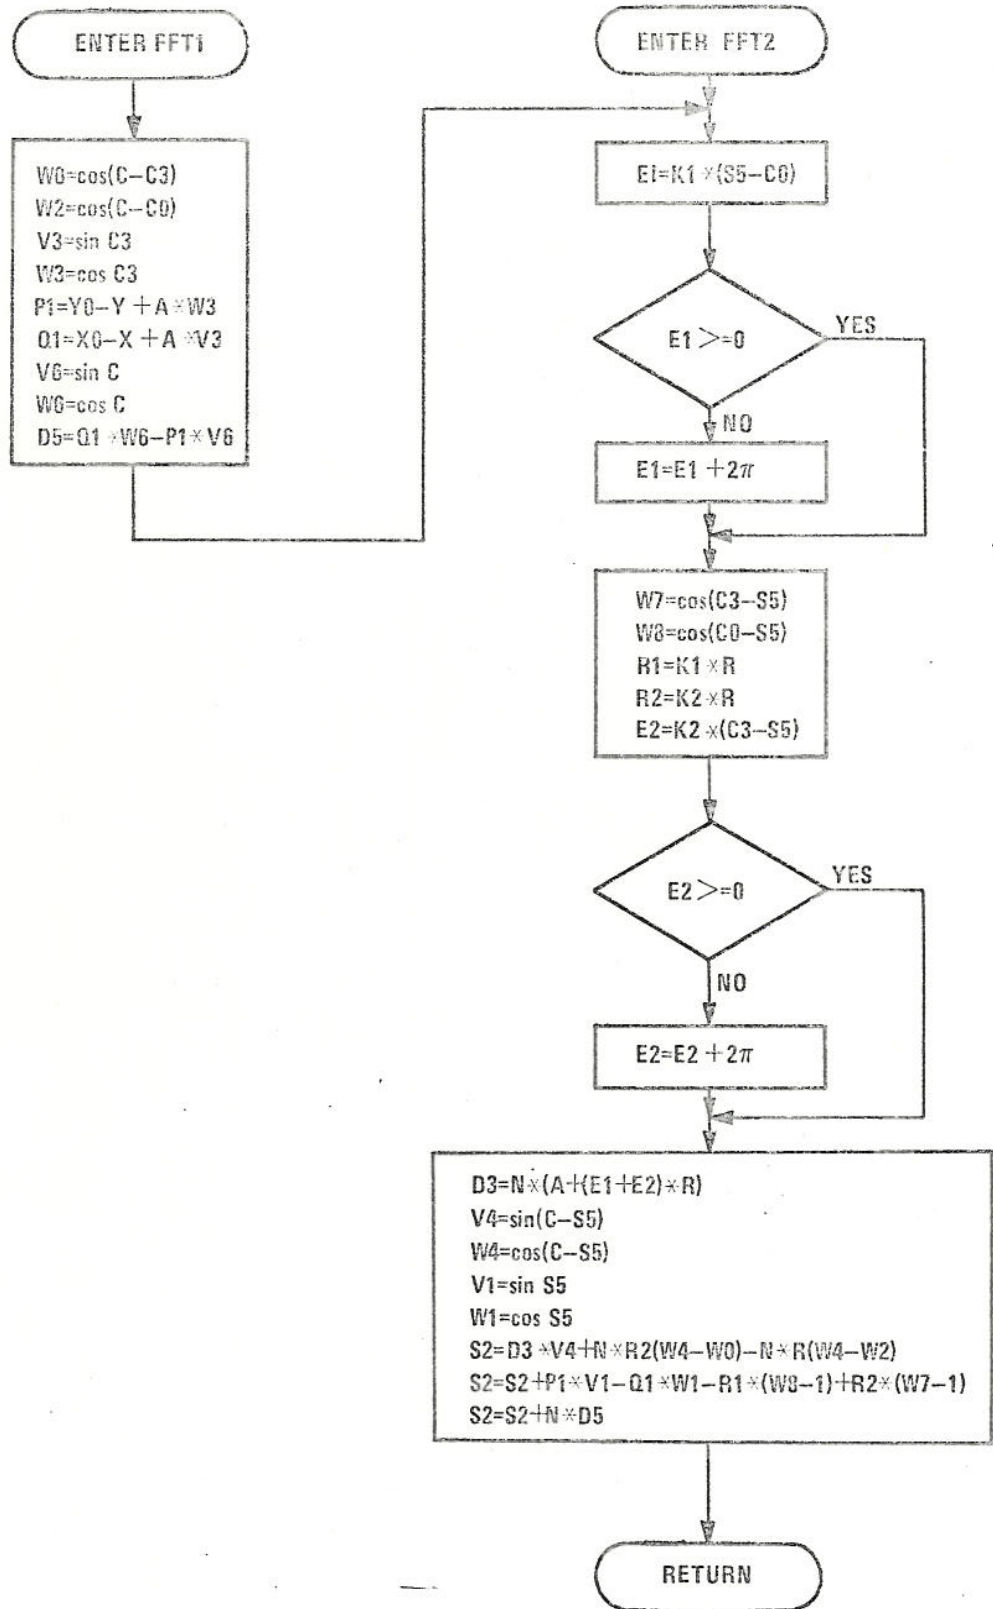 ENTER FFT1
W0=cos(C-C3)
W2=cos(C-C0)
V3=sin C3
W3=cos C3
P1=Y0-Y+A*W3
Q1=X0-X+A*V3
V6=sin C
W6=cos C
D5=Q1*W6-P1*V6
ENTER FFT2
E1=K1*(S5-C0)
E1>=0
YES
NO
E1=E1+2π
W7=cos(C3-S5)
W8=cos(C0-S5)
R1=K1*R
R2=K2*R
E2=K2*(C3-S5)
E2>=0
YES
NO
E2=E2+2π
D3=N*(A+(E1+E2)*R)
V4=sin(C-S5)
W4=cos(C-S5)
V1=sin S5
W1=cos S5
S2=D3*V4+N*R2(W4-W0)-N*R(W4-W2)
S2=S2+P1*V1-Q1*W1-R1*(W8-1)+R2*(W7-1)
S2=S2+N*D5
RETURN